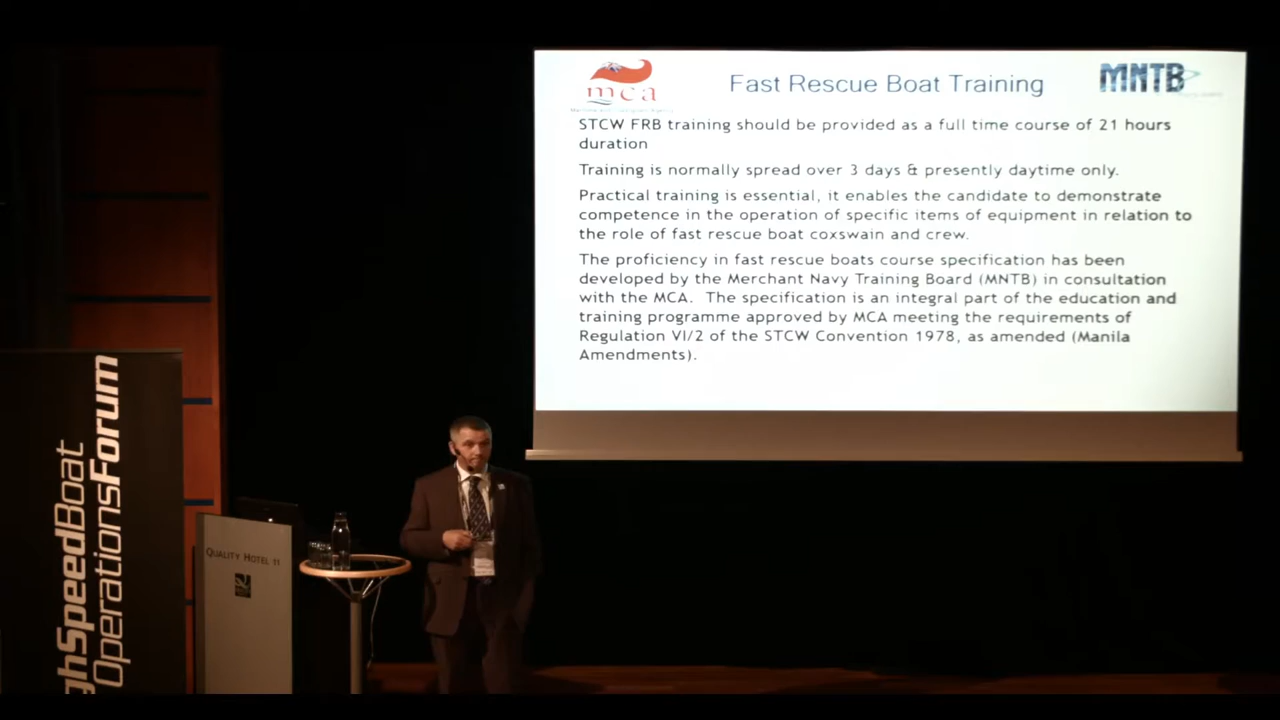 mca
Fast Rescue Boat Training
MNTB
STCW FRB training should be provided as a full time course of 21 hours
duration
Training is normally spread over 3 days & presently daytime only.
Practical training is essential, it enables the candidate to demonstrate
competence in the operation of specific items of equipment in relation to
the role of fast rescue boat coxswain and crew.
The proficiency in fast rescue boats course specification has been
developed by the Merchant Navy Training Board (MNTB) in consultation
with the MCA. The specification is an integral part of the education and
training programme approved by MCA meeting the requirements of
Regulation VI/2 of the STCW Convention 1978, as amended (Manila
Amendments).
ghSpeedBoat
OperationsForum
QUALITY HOTEL 11